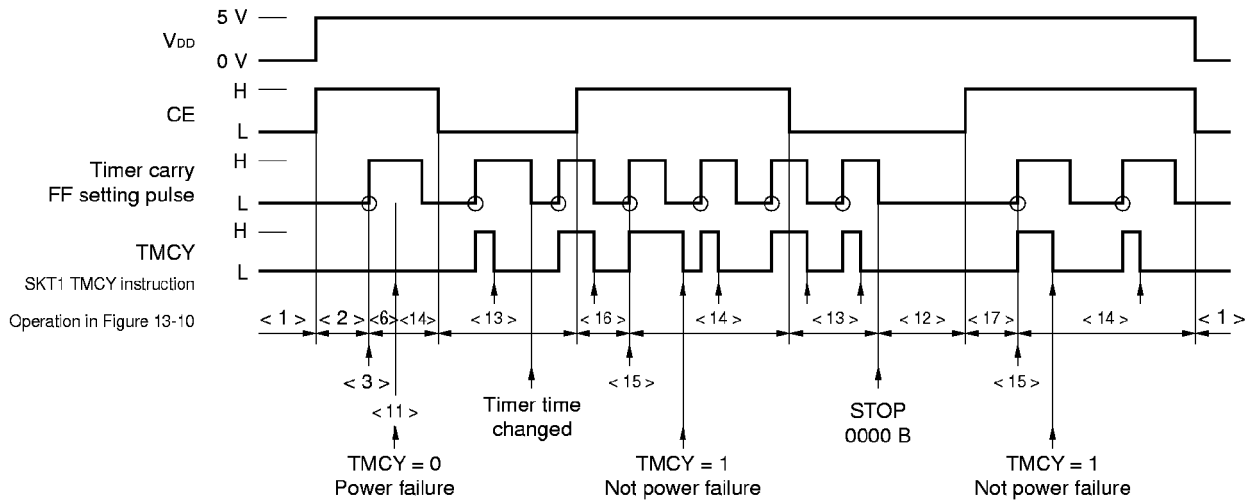 5 V
VDD
0 V
H
CE
L
Timer carry
FF setting pulse
H
L
TMCY
H
L
SKT1 TMCY instruction
Operation in Figure 13-10
< 1 > < 2 > <6> <14> <13> <16> <14> <13> <12> <17> <14> < 1 >
< 3 > <15> <15>
<11>
Timer time
changed
STOP
0000 B
TMCY = 0
Power failure
TMCY = 1
Not power failure
TMCY = 1
Not power failure